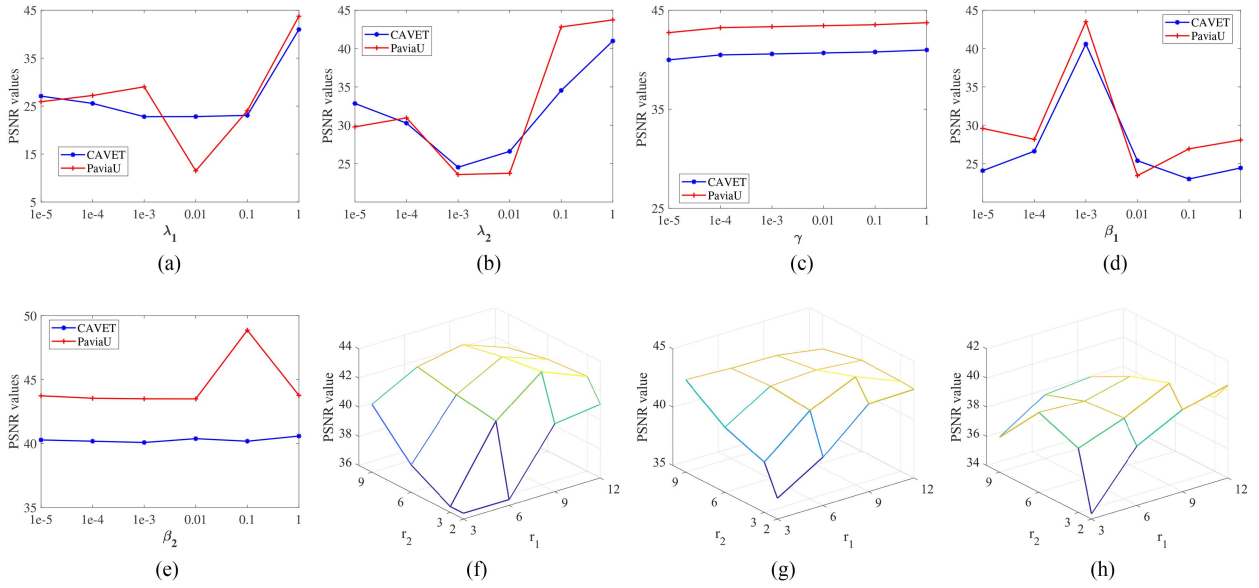 45
35
25
15
5
PSNR values
CAVET
PaviaU
1e-5 1e-4 1e-3 0.01 0.1 1
λ1
(a)
45
40
35
30
25
PSNR values
CAVET
PaviaU
1e-5 1e-4 1e-3 0.01 0.1 1
λ2
(b)
45
35
25
PSNR values
CAVET
PaviaU
1e-5 1e-4 1e-3 0.01 0.1 1
γ
(c)
45
40
35
30
25
PSNR values
CAVET
PaviaU
1e-5 1e-4 1e-3 0.01 0.1 1
β1
(d)
50
45
40
35
PSNR values
CAVET
PaviaU
1e-5 1e-4 1e-3 0.01 0.1 1
β2
(e)
44
42
40
38
36
PSNR value
9 6 3 2
r2
3 6 9 12
r1
(f)
45
40
35
PSNR value
9 6 3 2
r2
3 6 9 12
r1
(g)
42
40
38
36
34
PSNR value
9 6 3 2
r2
3 6 9 12
r1
(h)